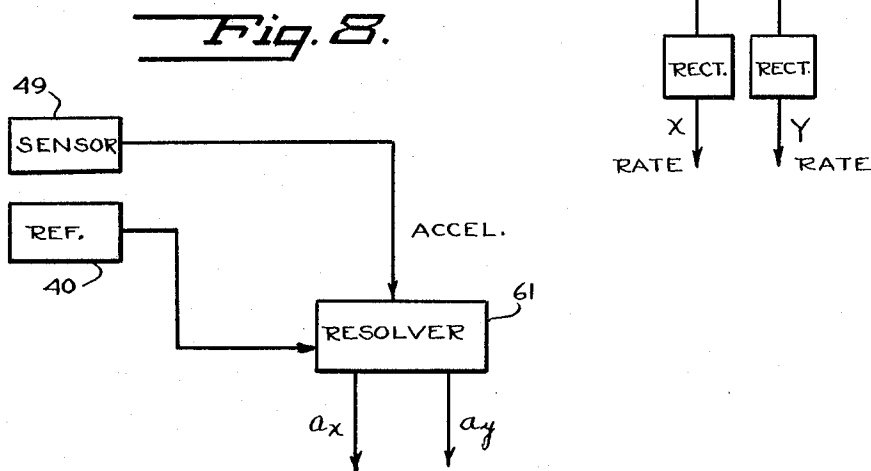 Fig. 8.
49
SENSOR
REF.
40
ACCEL.
61
RESOLVER
ax
ay
RECT.
RECT.
X
Y
RATE
RATE